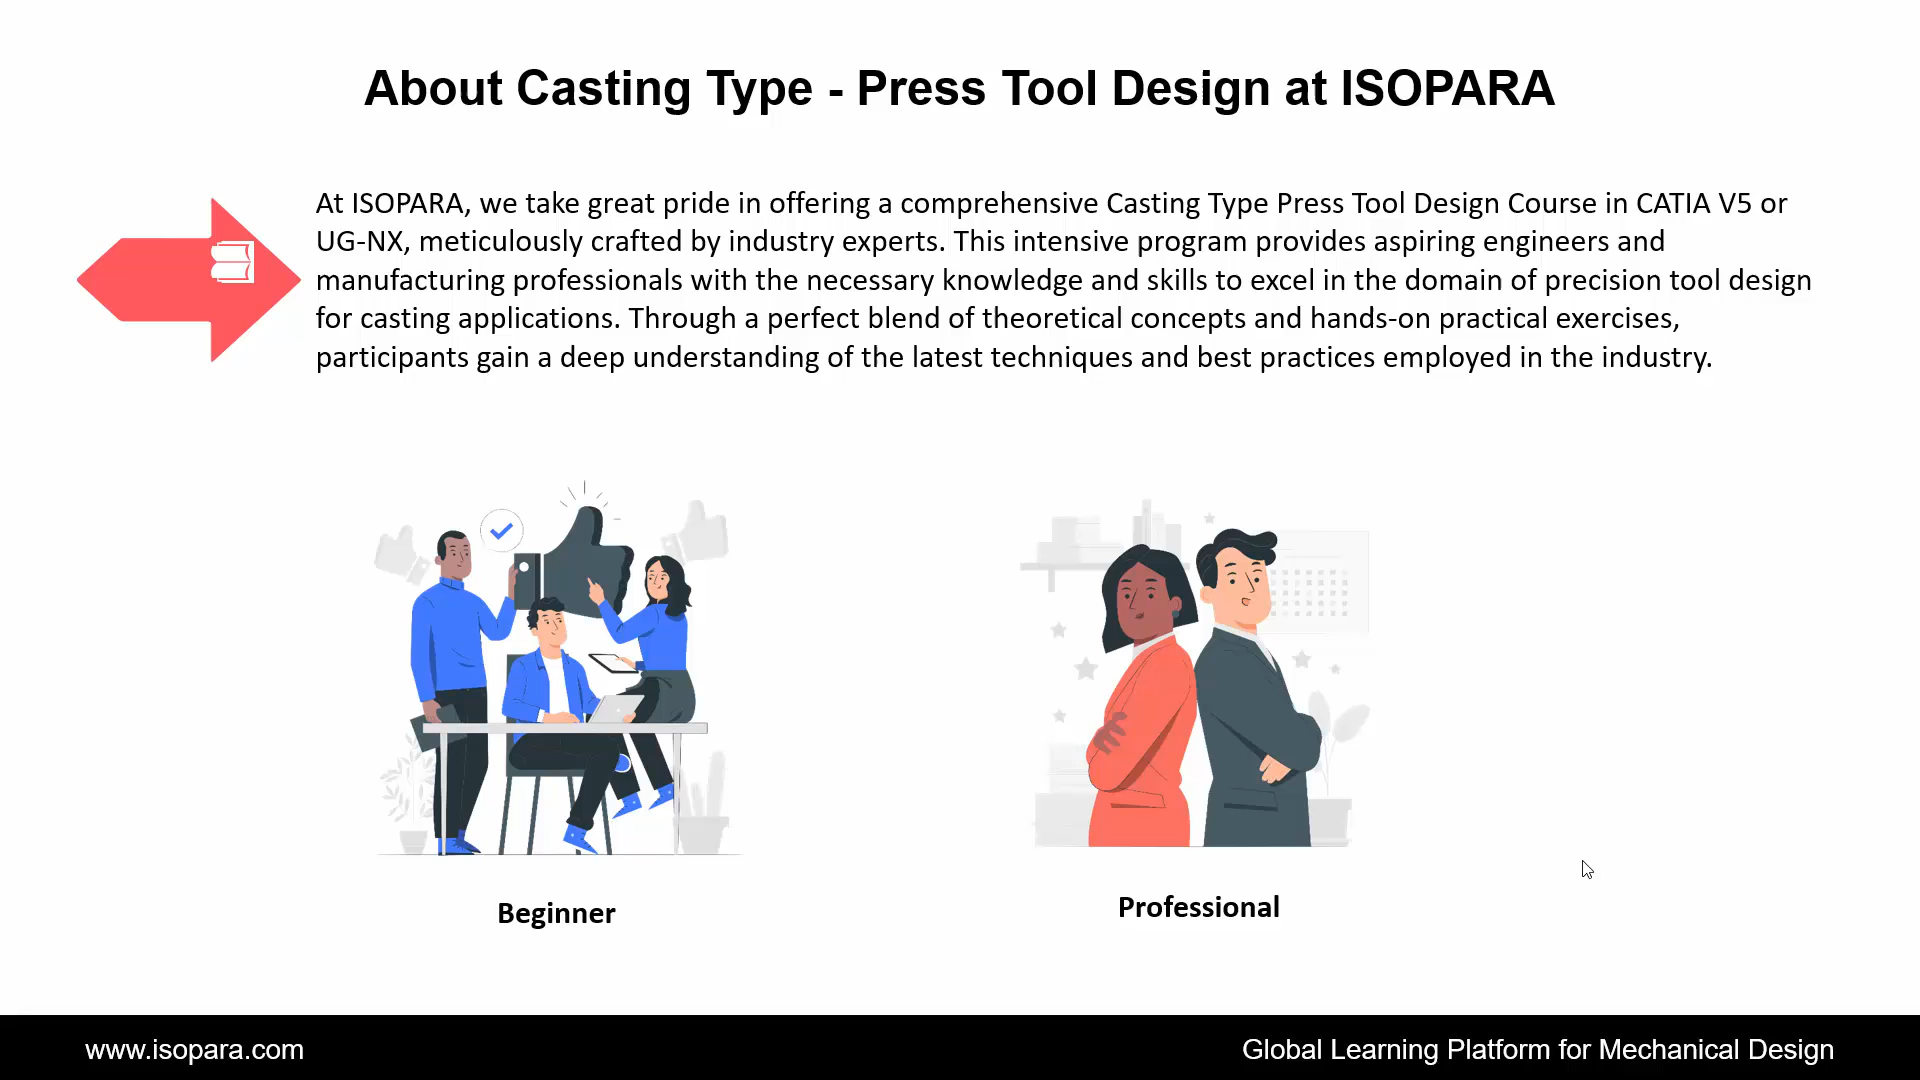 About Casting Type - Press Tool Design at ISOPARA
At ISOPARA, we take great pride in offering a comprehensive Casting Type Press Tool Design Course in CATIA V5 or
UG-NX, meticulously crafted by industry experts. This intensive program provides aspiring engineers and
manufacturing professionals with the necessary knowledge and skills to excel in the domain of precision tool design
for casting applications. Through a perfect blend of theoretical concepts and hands-on practical exercises,
participants gain a deep understanding of the latest techniques and best practices employed in the industry.
Beginner
Professional
www.isopara.com
Global Learning Platform for Mechanical Design